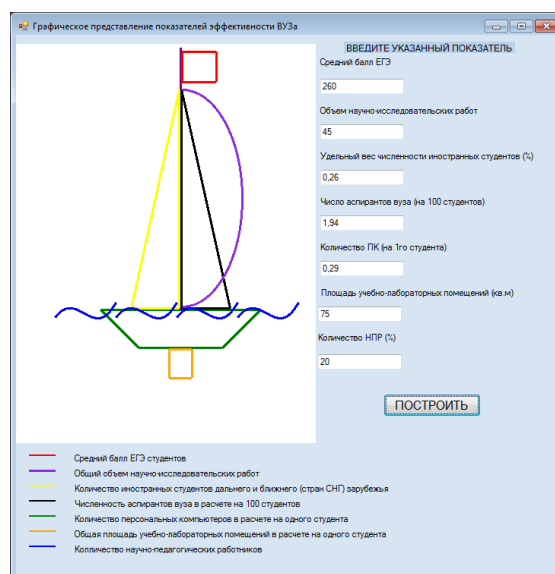 Графическое представление показателей эффективности ВУЗа
ВВЕДИТЕ УКАЗАННЫЙ ПОКАЗАТЕЛЬ
Средний балл ЕГЭ
260
Объем научно-исследовательских работ
45
Удельный вес численности иностранных студентов (%)
0,26
Число аспирантов вуза (на 100 студентов)
1,94
Количество ПК (на 1го студента)
0,29
Площадь учебно-лабораторных помещений (кв.м)
75
Количество НПР (%)
20
ПОСТРОИТЬ
Средний балл ЕГЭ студентов
Общий объем научно-исследовательских работ
Количество иностранных студентов дальнего и ближнего (стран СНГ) зарубежья
Численность аспирантов вуза в расчете на 100 студентов
Количество персональных компьютеров в расчете на одного студента
Общая площадь учебно-лабораторных помещений в расчете на одного студента
Колличество научно-педагогических работников